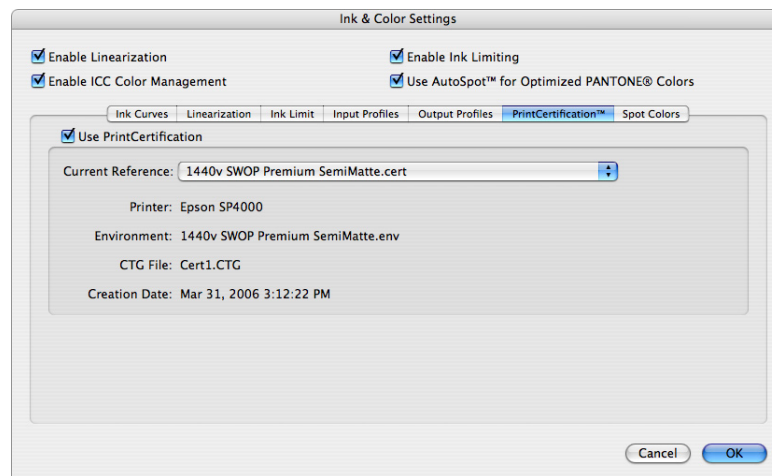 Ink & Color Settings
Enable Linearization
Enable Ink Limiting
Enable ICC Color Management
Use AutoSpot™ for Optimized PANTONE® Colors
Ink Curves Linearization Ink Limit Input Profiles Output Profiles PrintCertification™ Spot Colors
Use PrintCertification
Current Reference: 1440v SWOP Premium SemiMatte.cert
Printer: Epson SP4000
Environment: 1440v SWOP Premium SemiMatte.env
CTG File: Cert1.CTG
Creation Date: Mar 31, 2006 3:12:22 PM
Cancel OK